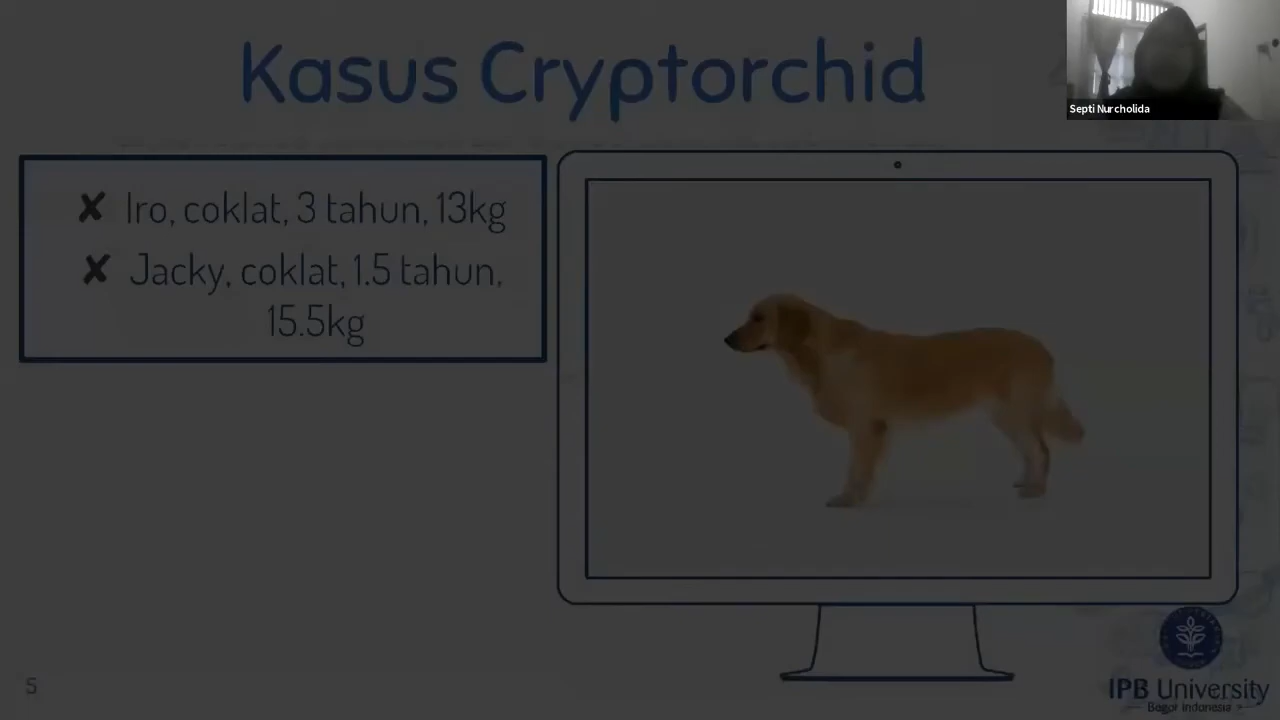 Kasus Cryptorchid
Septi Nurcholida
✘ Iro, coklat, 3 tahun, 13kg
✘ Jacky, coklat, 1.5 tahun,
15.5kg
5
IPB University
Bogor Indonesia